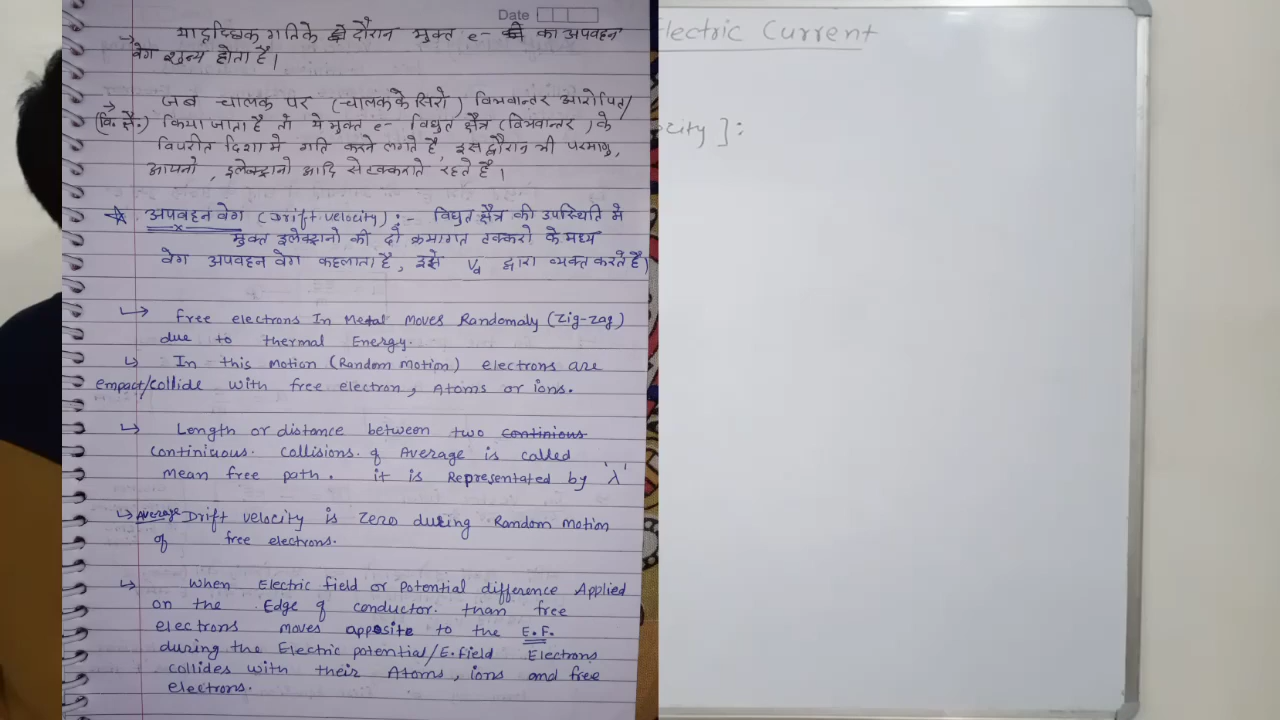 Date
Electric Current
ocity ] :
→ यादृच्छिक गतिके दौरान मुक्त e- का अपवहन
वेग शून्य होता है।
→ जब चालक पर (चालक के सिरो) विभवान्तर आरोपित/
(वि. क्षै.) किया जाता है तो ये मुक्त e- विधुत क्षैत्र (विभवान्तर) के
विपरीत दिशा मे गति करने लगते है, इस दौरान भी परमाणु,
आयनो, इलेक्ट्रानो आदि से टकराते रहते है।
☆ अपवहन वेग (Drift velocity) :- विधुत क्षैत्र की उपस्थिति मे
मुक्त इलेक्ट्रानो की दो क्रमागत टक्करो के मध्य
वेग अपवहन वेग कहलाता है, इसे Vd द्वारा व्यक्त करते है।
↳ Free electrons In Metal Moves Randomaly (Zig-Zag)
due to thermal Energy.
↳ In this Motion (Random Motion) electrons are
empact/collide with free electron, Atoms or ions.
↳ Length or distance between two continious
continiuous. collisions of Average is called
mean free path. it is Representated by 'λ'
↳ Average Drift velocity is zero during Random Motion
of free electrons.
↳ When Electric field or Potential difference Applied
on the Edge of conductor. than free
electrons moves apposite to the E.F.
during the Electric potential/E.field Electrons
collides with their Atoms, ions and free
electrons.